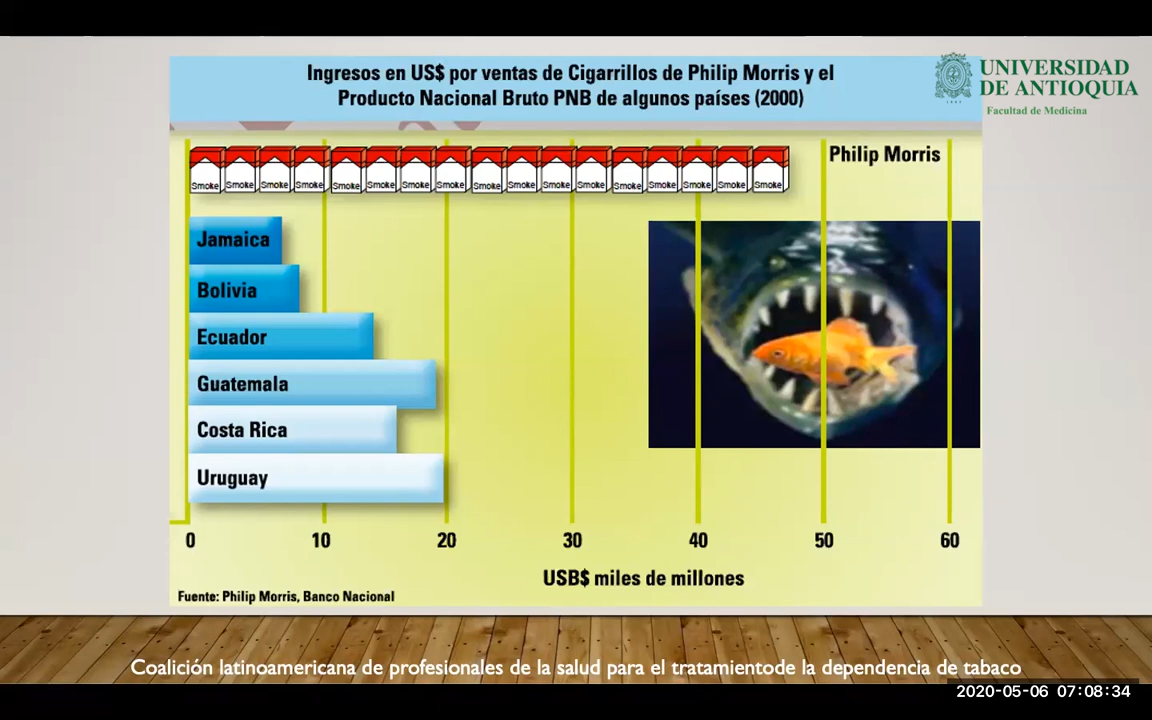 Ingresos en US$ por ventas de Cigarrillos de Philip Morris y el
Producto Nacional Bruto PNB de algunos países (2000)
UNIVERSIDAD
DE ANTIOQUIA
Facultad de Medicina
Philip Morris
Smoke Smoke Smoke Smoke Smoke Smoke Smoke Smoke Smoke Smoke Smoke Smoke Smoke Smoke Smoke Smoke Smoke
Jamaica
Bolivia
Ecuador
Guatemala
Costa Rica
Uruguay
0 10 20 30 40 50 60
USB$ miles de millones
Fuente: Philip Morris, Banco Nacional
Coalición latinoamericana de profesionales de la salud para el tratamientode la dependencia de tabaco
2020-05-06 07:08:34